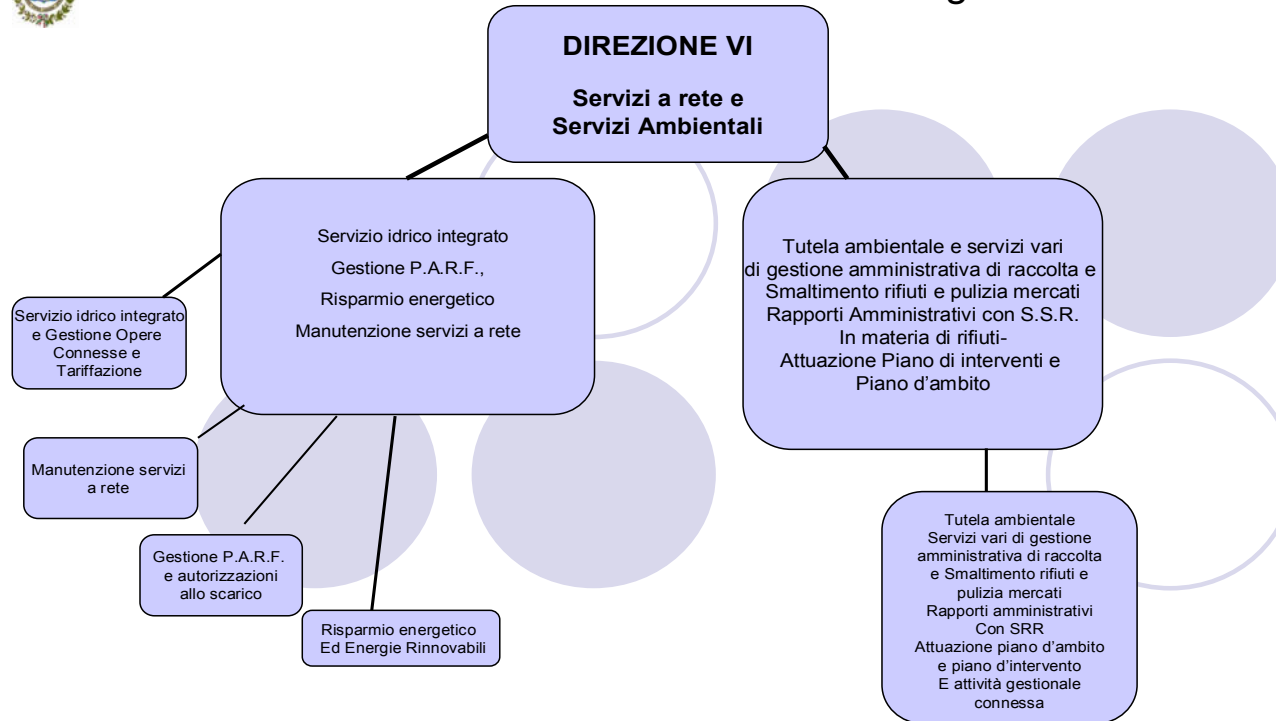 DIREZIONE VI
Servizi a rete e
Servizi Ambientali
Servizio idrico integrato
Gestione P.A.R.F.,
Risparmio energetico
Manutenzione servizi a rete
Tutela ambientale e servizi vari
di gestione amministrativa di raccolta e
Smaltimento rifiuti e pulizia mercati
Rapporti Amministrativi con S.S.R.
In materia di rifiuti-
Attuazione Piano di interventi e
Piano d'ambito
Servizio idrico integrato
e Gestione Opere
Connesse e
Tariffazione
Manutenzione servizi
a rete
Gestione P.A.R.F.
e autorizzazioni
allo scarico
Risparmio energetico
Ed Energie Rinnovabili
Tutela ambientale
Servizi vari di gestione
amministrativa di raccolta
e Smaltimento rifiuti e
pulizia mercati
Rapporti amministrativi
Con SRR
Attuazione piano d'ambito
e piano d'intervento
E attività gestionale
connessa